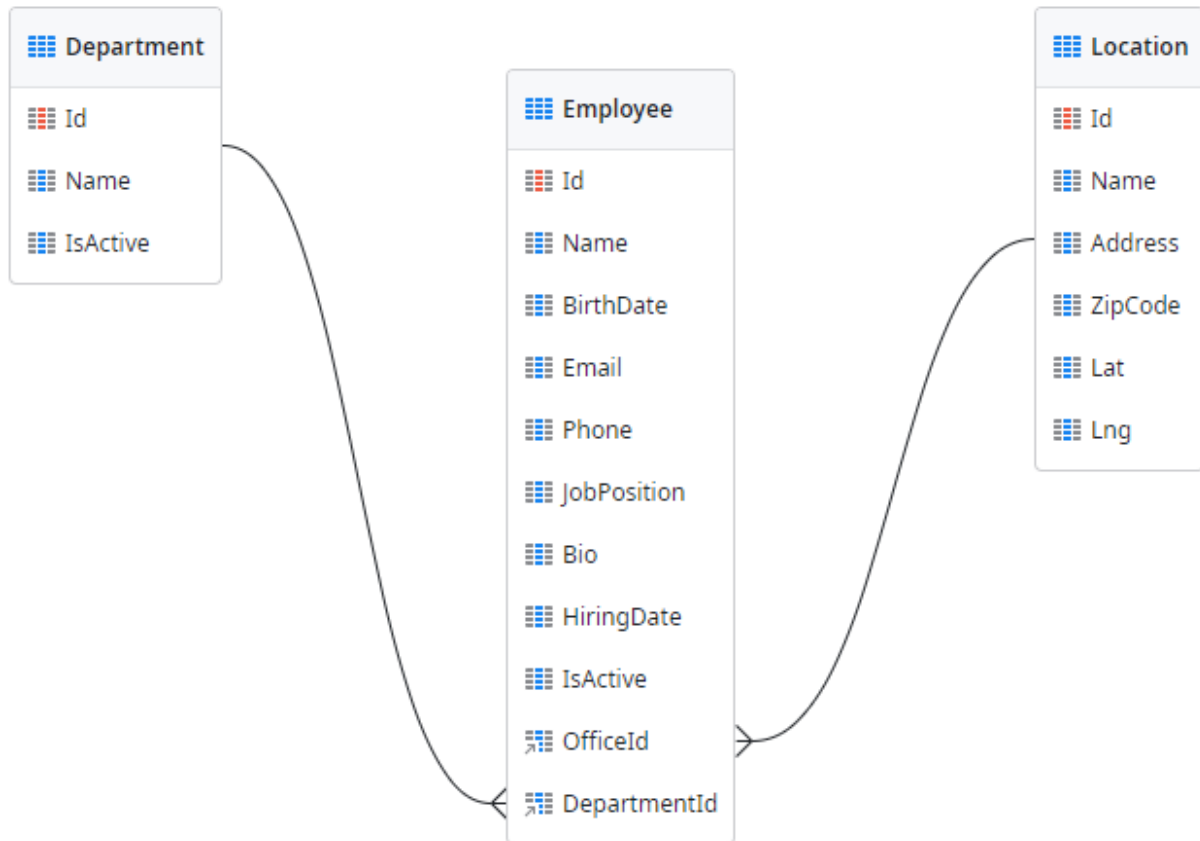 Department
Id
Name
IsActive
Employee
Id
Name
BirthDate
Email
Phone
JobPosition
Bio
HiringDate
IsActive
OfficeId
DepartmentId
Location
Id
Name
Address
ZipCode
Lat
Lng